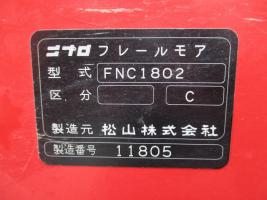 ニプロ フレールモア
型式 FNC1802
区分 C
製造元 松山株式会社
製造番号 11805